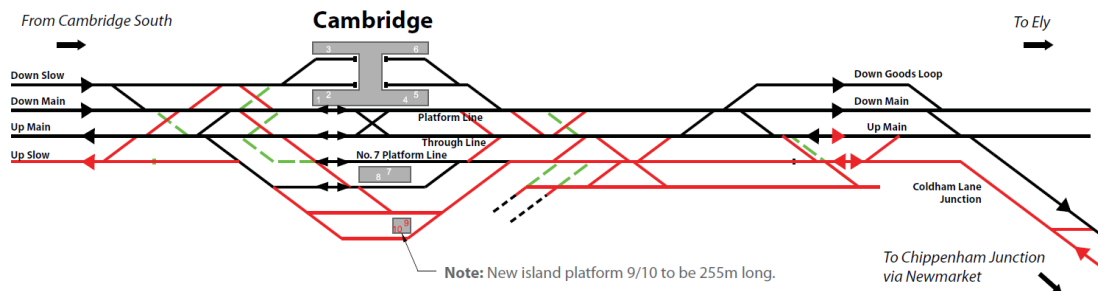 Cambridge
From Cambridge South
To Ely
3 6
Down Slow
Down Goods Loop
1 2 4 5
Down Main
Down Main
Platform Line
Up Main
Up Main
Through Line
Up Slow
No. 7 Platform Line
8 7
Coldham Lane
Junction
10 9
Note: New island platform 9/10 to be 255m long.
To Chippenham Junction
via Newmarket